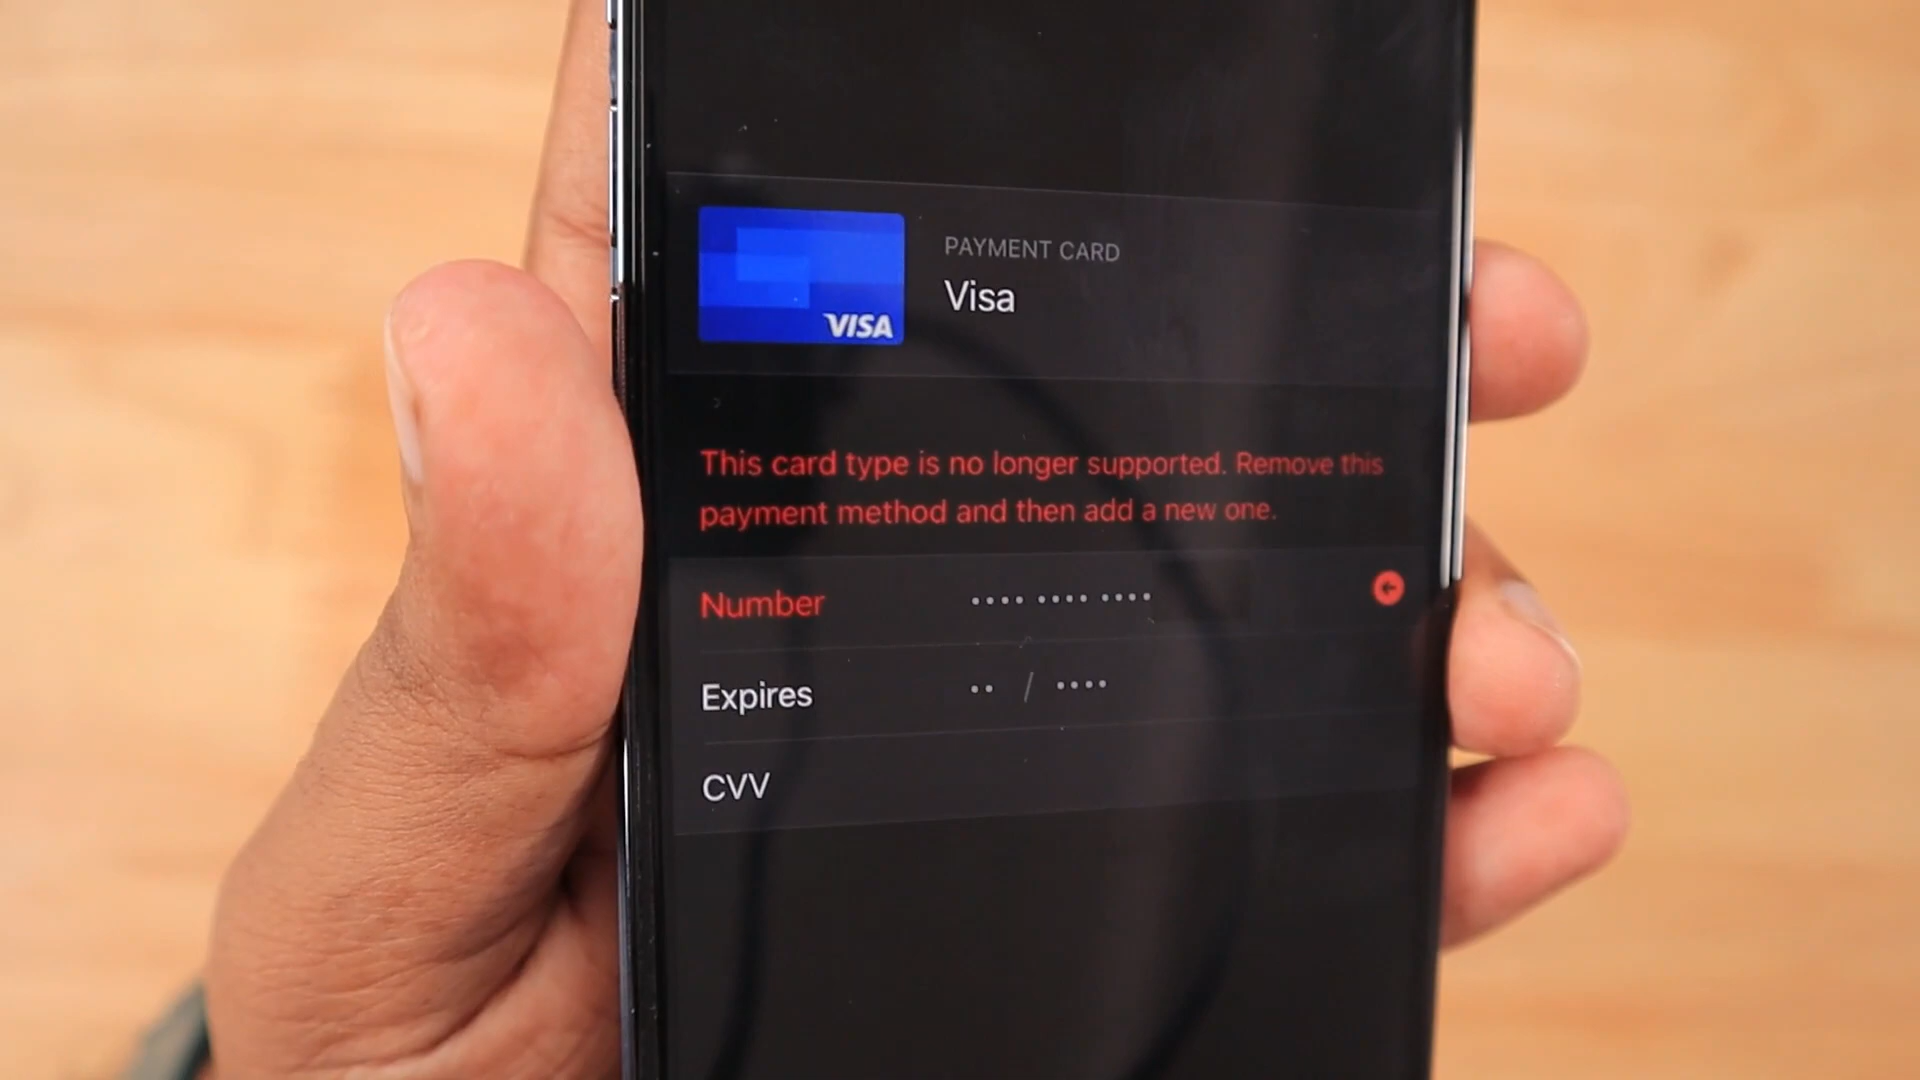 PAYMENT CARD
Visa
VISA
This card type is no longer supported. Remove this
payment method and then add a new one.
Number •••• •••• ••••
Expires •• / ••••
CVV